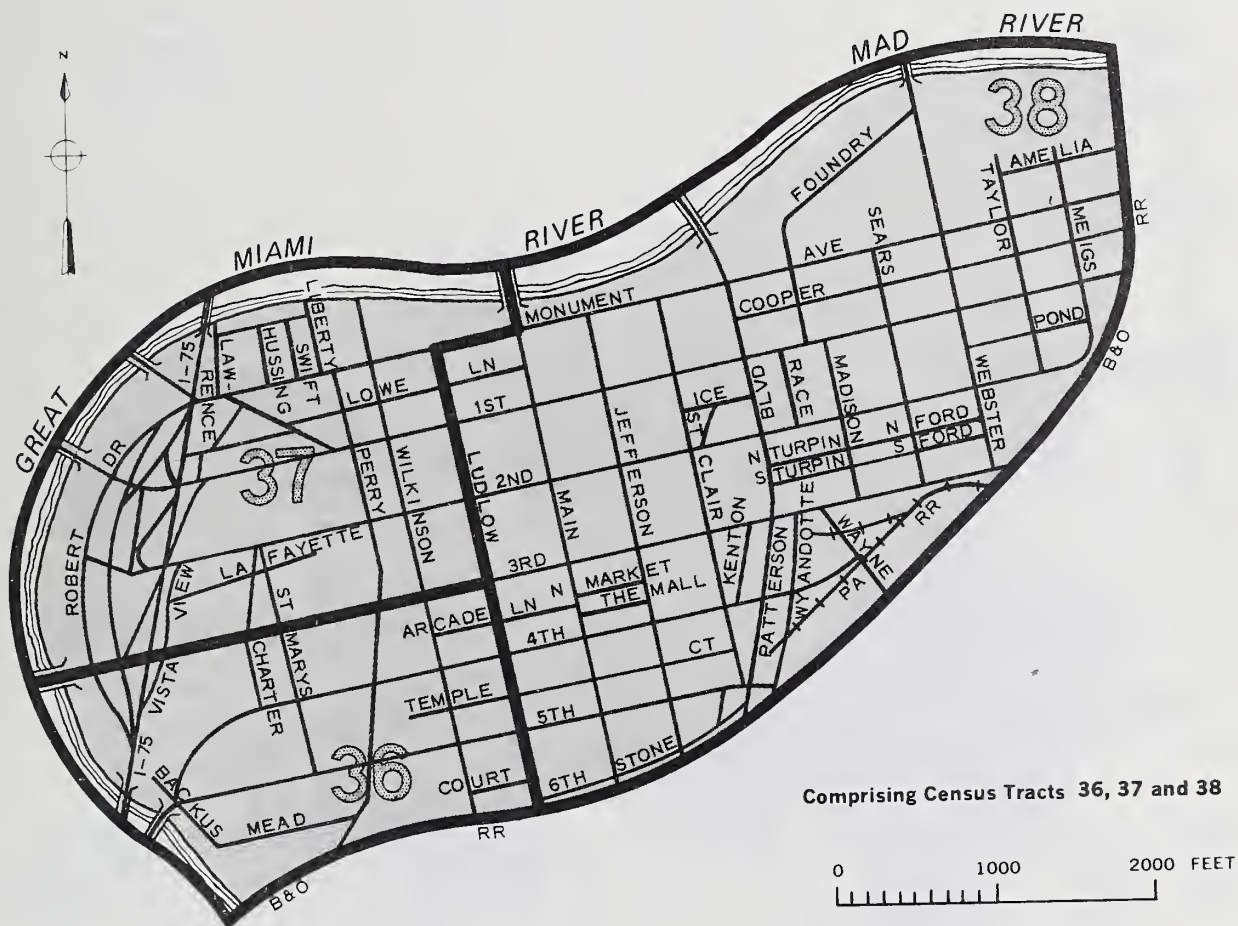 RIVER
MAD
N
38
AMELIA
FOUNDRY
TAYLOR
RR
SEARS
MEIGS
RIVER
MIAMI
AVE
MONUMENT
COOPER
LIBERTY
I-75
LAW-
RENCE
HUSSING
SWIFT
POND
B&O
LN
LOWE
1ST
ICE
ST
BLVD
RACE
MADISON
WEBSTER
JEFFERSON
GREAT
DR
N FORD
S FORD
N TURPIN
S TURPIN
37
PERRY
WILKINSON
LUDLOW
2ND
MAIN
CLAIR
KENTON
WYANDOTTE
PATTERSON
WAYNE
RR
PA
ROBERT
VIEW
LA FAYETTE
3RD
N MARKET
THE MALL
ST MARYS
ARCADE
LN
4TH
CT
VISTA
CHARTER
TEMPLE
5TH
I-75
36
STONE
BACKUS
COURT
6TH
MEAD
RR
B&O
Comprising Census Tracts 36, 37 and 38
0 1000 2000 FEET